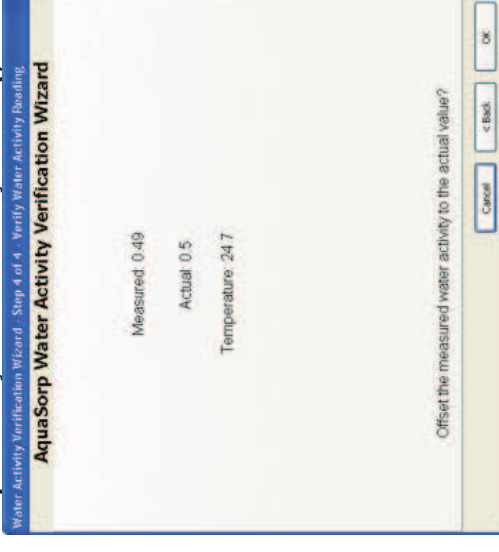 Water Activity Verification Wizard - Step 4 of 4 - Verify Water Activity Reading
AquaSorp Water Activity Verification Wizard
Measured: 0.49
Actual: 0.5
Temperature: 24.7
Offset the measured water activity to the actual value?
Cancel
< Back
OK